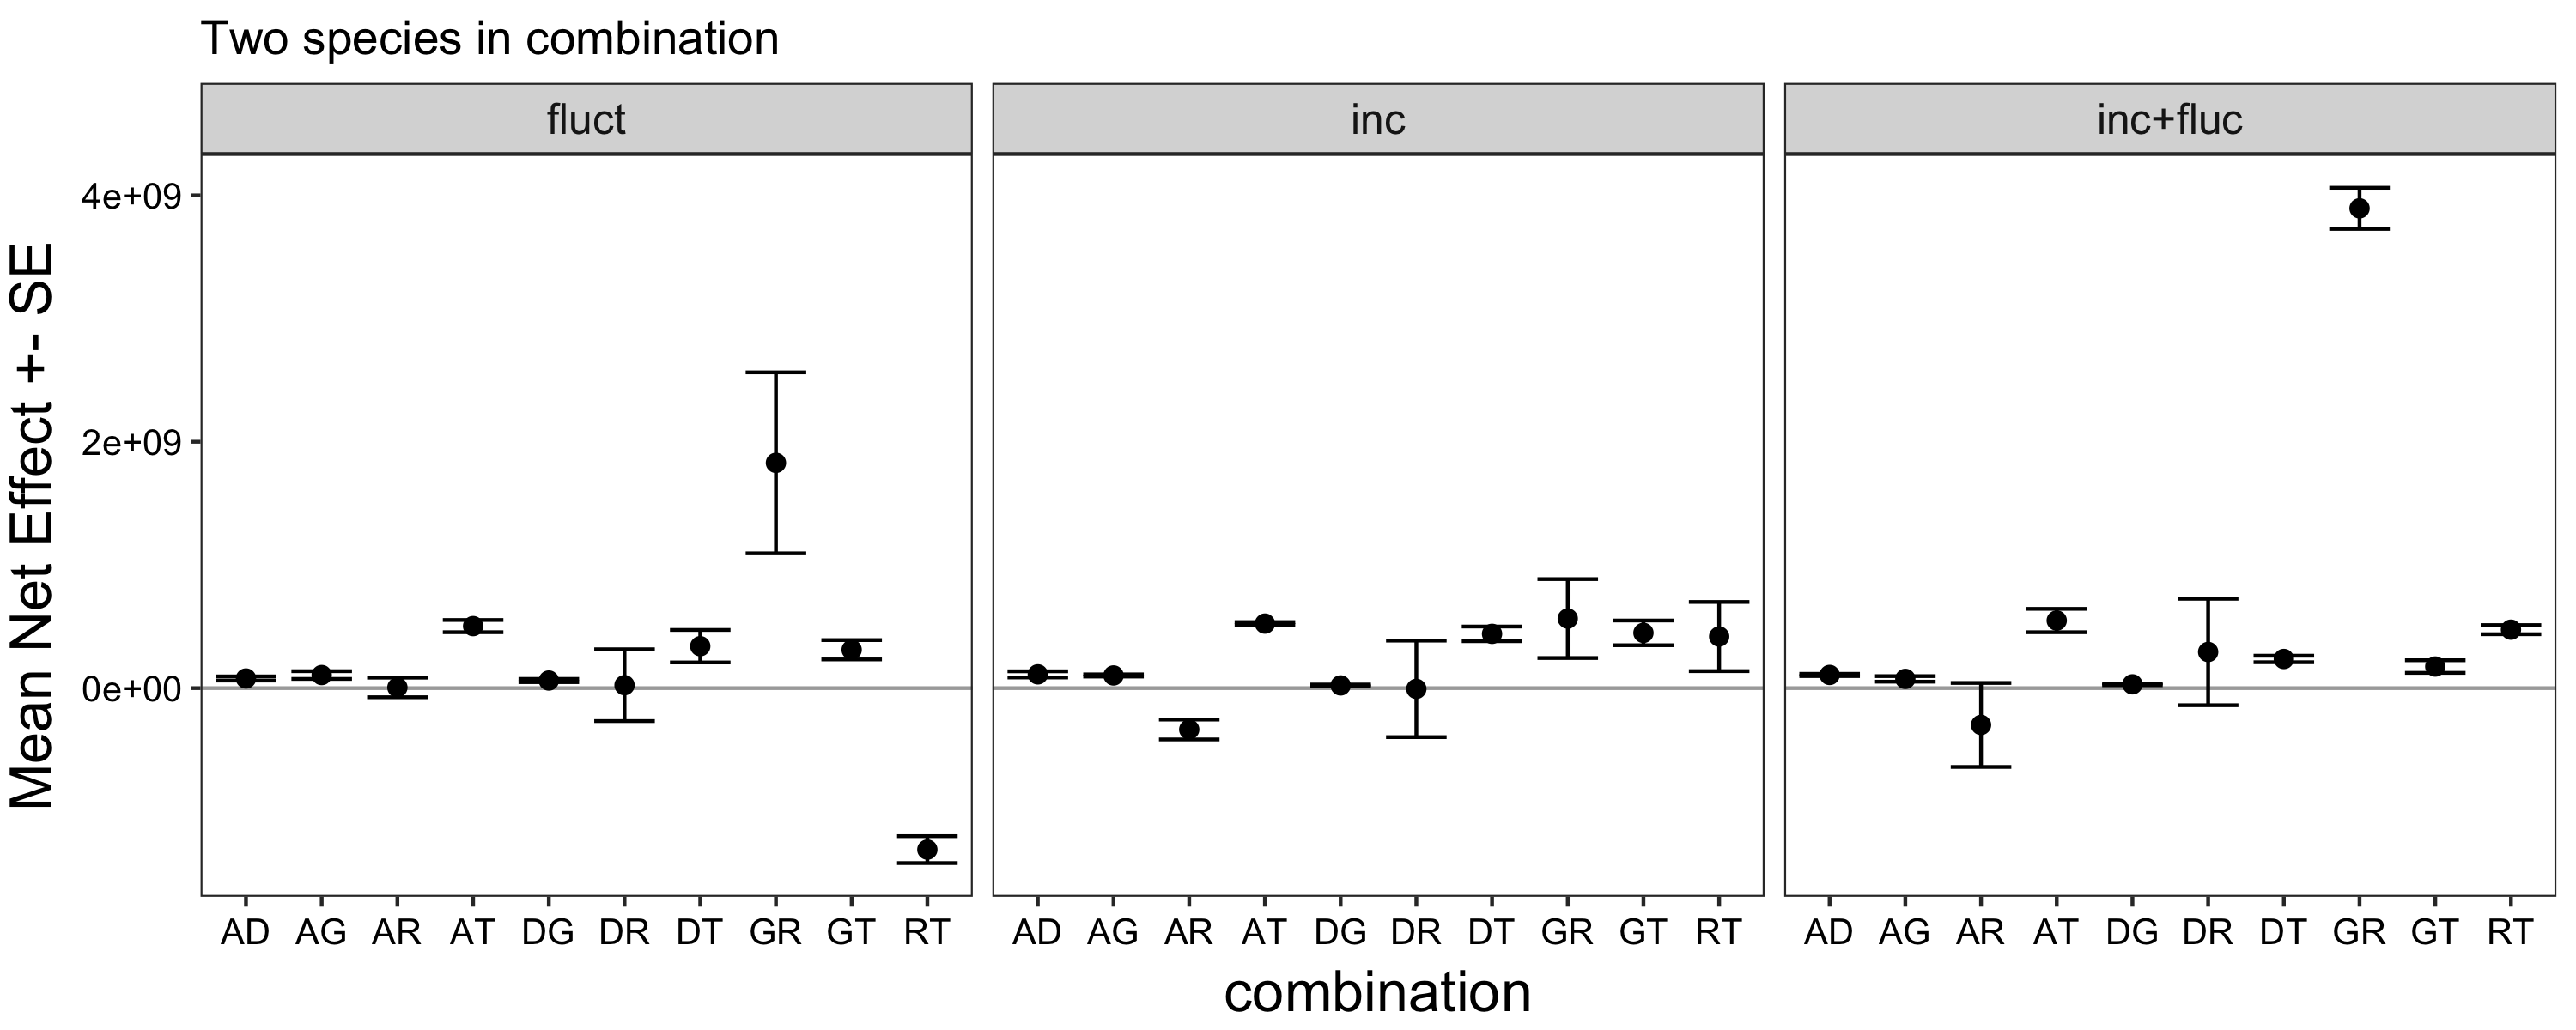 Two species in combination
fluct inc inc+fluc
Mean Net Effect +- SE
4e+09
2e+09
0e+00
AD AG AR AT DG DR DT GR GT RT AD AG AR AT DG DR DT GR GT RT AD AG AR AT DG DR DT GR GT RT
combination